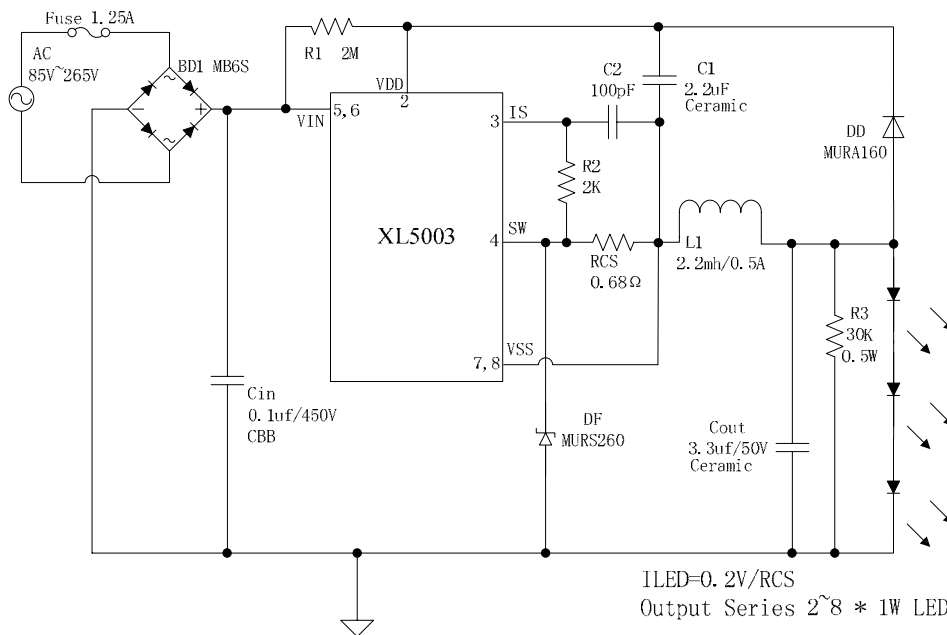 Fuse 1.25A
AC
85V~265V
BD1 MB6S
~
-
+
~
R1 2M
VDD
2
VIN
5,6
XL5003
3
IS
4
SW
7,8
VSS
C2
100pF
C1
2.2uF
Ceramic
R2
2K
RCS
0.68Ω
L1
2.2mh/0.5A
DD
MURA160
R3
30K
0.5W
Cin
0.1uf/450V
CBB
DF
MURS260
Cout
3.3uf/50V
Ceramic
ILED=0.2V/RCS
Output Series 2~8 * 1W LED